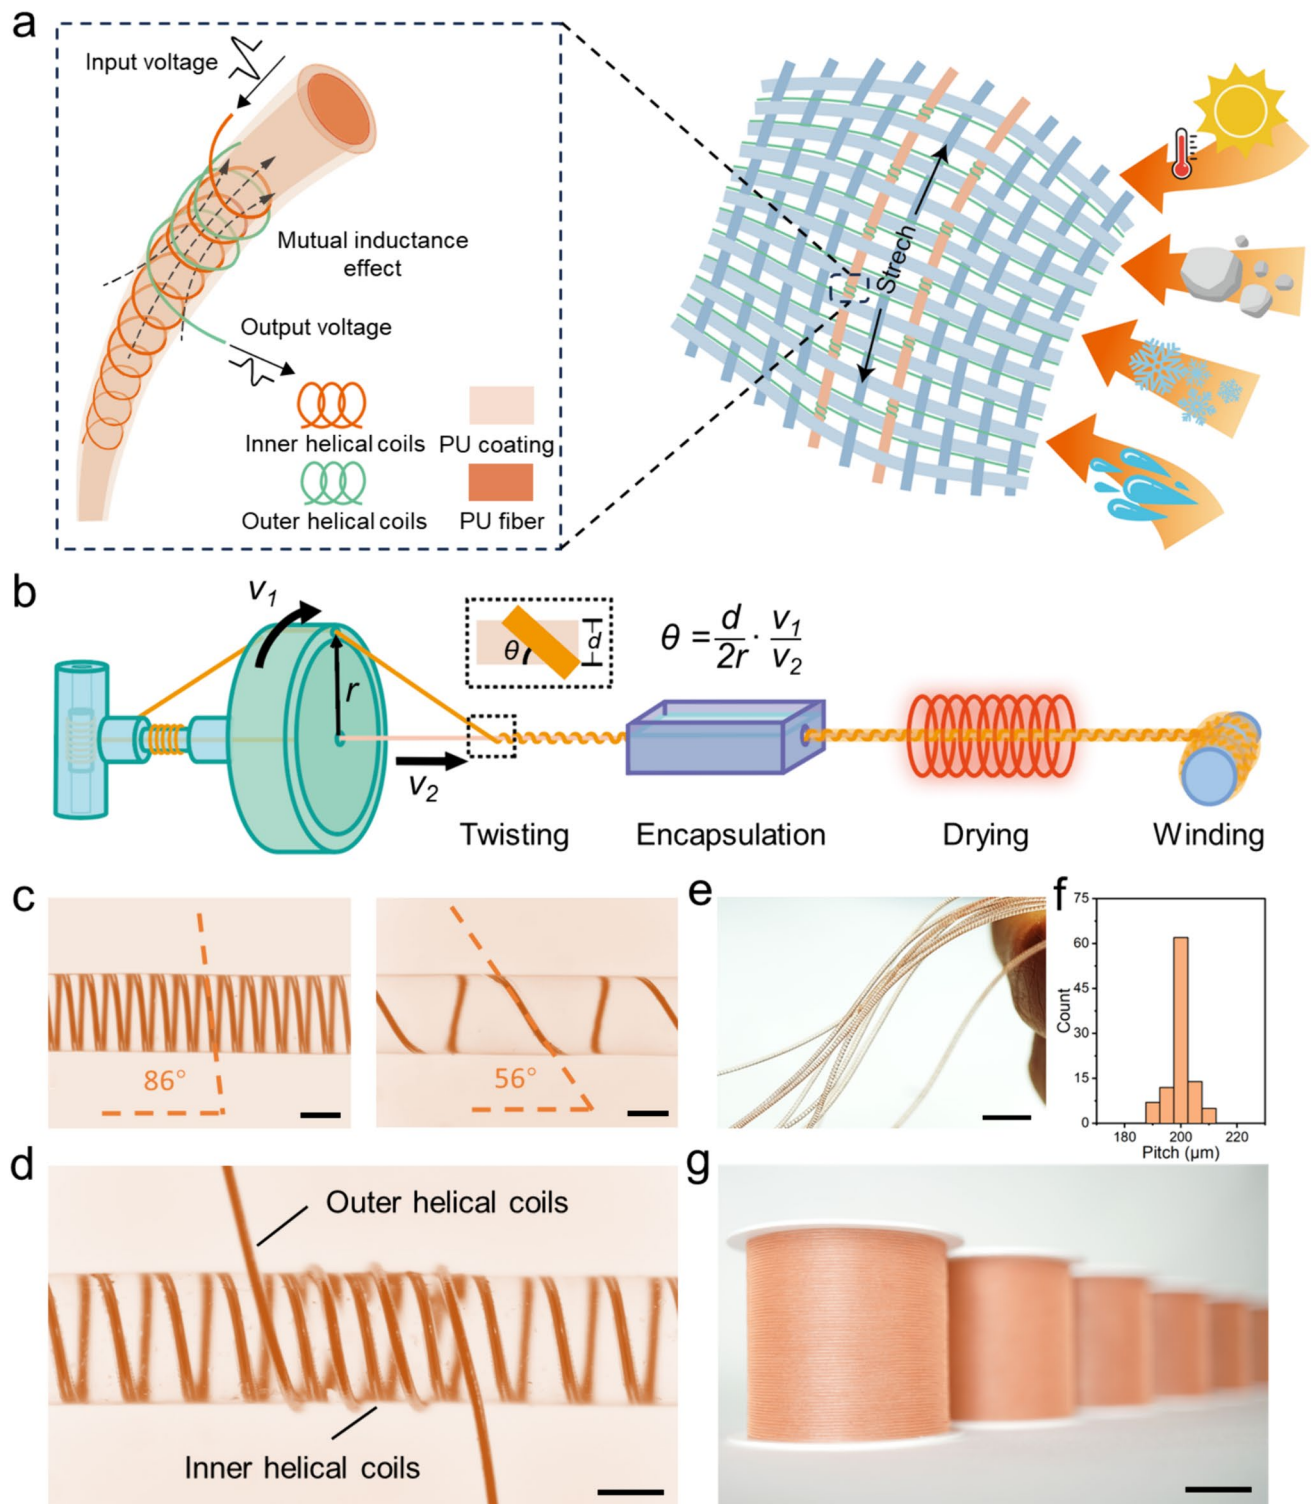 a
Input voltage
Mutual inductance
effect
Output voltage
Inner helical coils
PU coating
Outer helical coils
PU fiber
Strech
b
v1
r
v2
θ
d
θ = d/2r · v1/v2
Twisting
Encapsulation
Drying
Winding
c
86°
56°
d
Outer helical coils
Inner helical coils
e
f
75
60
45
30
15
0
Count
180
200
220
Pitch (μm)
g